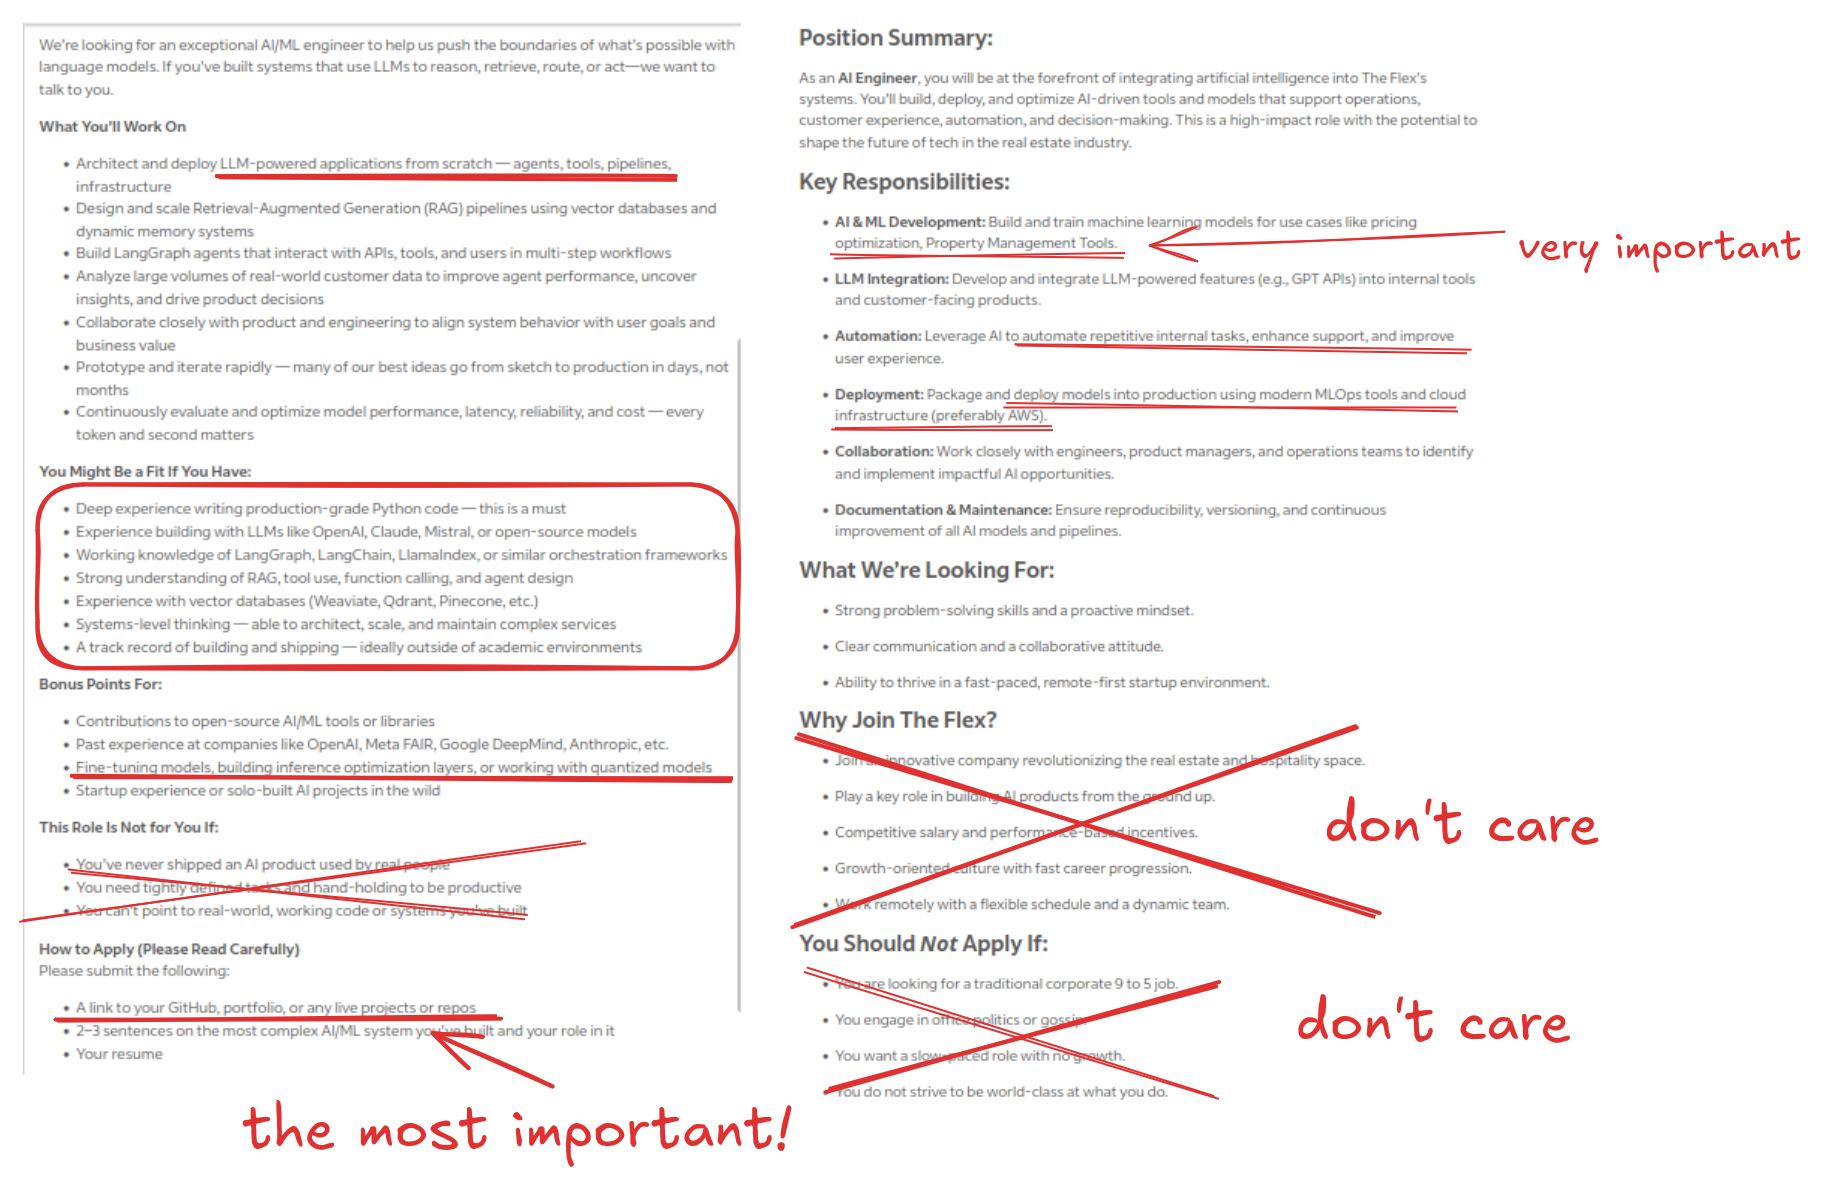 We're looking for an exceptional AI/ML engineer to help us push the boundaries of what's possible with
language models. If you've built systems that use LLMs to reason, retrieve, route, or act—we want to
talk to you.
What You'll Work On
• Architect and deploy LLM-powered applications from scratch — agents, tools, pipelines,
infrastructure
• Design and scale Retrieval-Augmented Generation (RAG) pipelines using vector databases and
dynamic memory systems
• Build LangGraph agents that interact with APIs, tools, and users in multi-step workflows
• Analyze large volumes of real-world customer data to improve agent performance, uncover
insights, and drive product decisions
• Collaborate closely with product and engineering to align system behavior with user goals and
business value
• Prototype and iterate rapidly — many of our best ideas go from sketch to production in days, not
months
• Continuously evaluate and optimize model performance, latency, reliability, and cost — every
token and second matters
You Might Be a Fit If You Have:
• Deep experience writing production-grade Python code — this is a must
• Experience building with LLMs like OpenAI, Claude, Mistral, or open-source models
• Working knowledge of LangGraph, LangChain, LlamaIndex, or similar orchestration frameworks
• Strong understanding of RAG, tool use, function calling, and agent design
• Experience with vector databases (Weaviate, Qdrant, Pinecone, etc.)
• Systems-level thinking — able to architect, scale, and maintain complex services
• A track record of building and shipping — ideally outside of academic environments
Bonus Points For:
• Contributions to open-source AI/ML tools or libraries
• Past experience at companies like OpenAI, Meta FAIR, Google DeepMind, Anthropic, etc.
• Fine-tuning models, building inference optimization layers, or working with quantized models
• Startup experience or solo-built AI projects in the wild
This Role Is Not for You If:
• You've never shipped an AI product used by real people
• You need tightly defined tasks and hand-holding to be productive
• You can't point to real-world, working code or systems you've built
How to Apply (Please Read Carefully)
Please submit the following:
• A link to your GitHub, portfolio, or any live projects or repos
• 2–3 sentences on the most complex AI/ML system you've built and your role in it
• Your resume
the most important!
Position Summary:
As an AI Engineer, you will be at the forefront of integrating artificial intelligence into The Flex's
systems. You'll build, deploy, and optimize AI-driven tools and models that support operations,
customer experience, automation, and decision-making. This is a high-impact role with the potential to
shape the future of tech in the real estate industry.
Key Responsibilities:
• AI & ML Development: Build and train machine learning models for use cases like pricing
optimization, Property Management Tools.
very important
• LLM Integration: Develop and integrate LLM-powered features (e.g., GPT APIs) into internal tools
and customer-facing products.
• Automation: Leverage AI to automate repetitive internal tasks, enhance support, and improve
user experience.
• Deployment: Package and deploy models into production using modern MLOps tools and cloud
infrastructure (preferably AWS).
• Collaboration: Work closely with engineers, product managers, and operations teams to identify
and implement impactful AI opportunities.
• Documentation & Maintenance: Ensure reproducibility, versioning, and continuous
improvement of all AI models and pipelines.
What We're Looking For:
• Strong problem-solving skills and a proactive mindset.
• Clear communication and a collaborative attitude.
• Ability to thrive in a fast-paced, remote-first startup environment.
Why Join The Flex?
• Join an innovative company revolutionizing the real estate and hospitality space.
• Play a key role in building AI products from the ground up.
• Competitive salary and performance-based incentives.
• Growth-oriented culture with fast career progression.
• Work remotely with a flexible schedule and a dynamic team.
don't care
You Should Not Apply If:
• You are looking for a traditional corporate 9 to 5 job.
• You engage in office politics or gossip.
• You want a slow-paced role with no growth.
• You do not strive to be world-class at what you do.
don't care